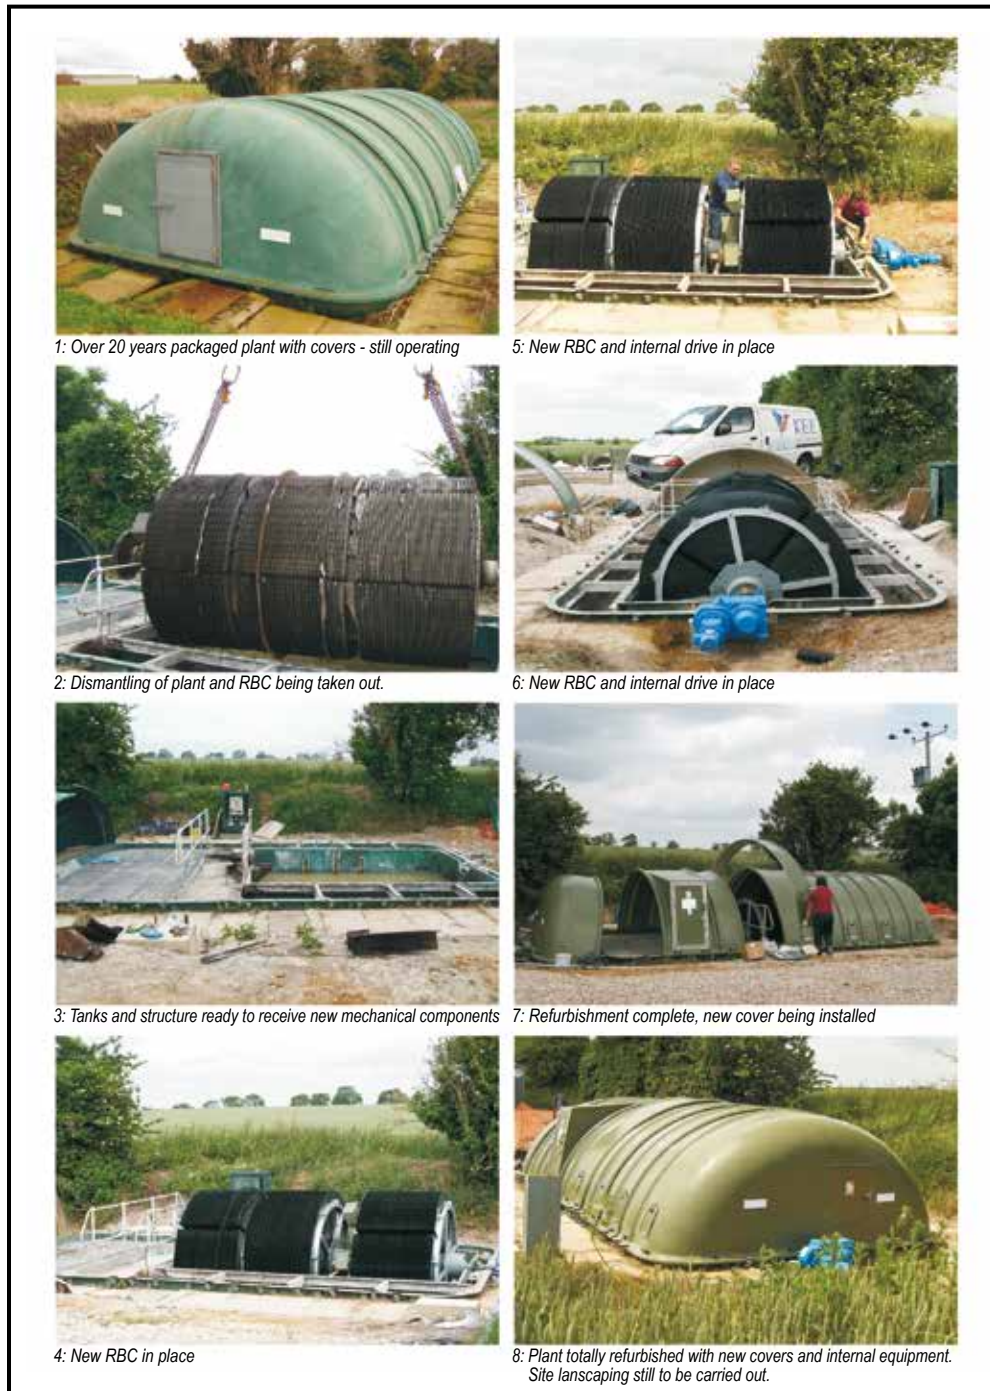 1: Over 20 years packaged plant with covers - still operating
2: Dismantling of plant and RBC being taken out.
3: Tanks and structure ready to receive new mechanical components
4: New RBC in place
5: New RBC and internal drive in place
KEE
6: New RBC and internal drive in place
7: Refurbishment complete, new cover being installed
8: Plant totally refurbished with new covers and internal equipment.
Site lanscaping still to be carried out.